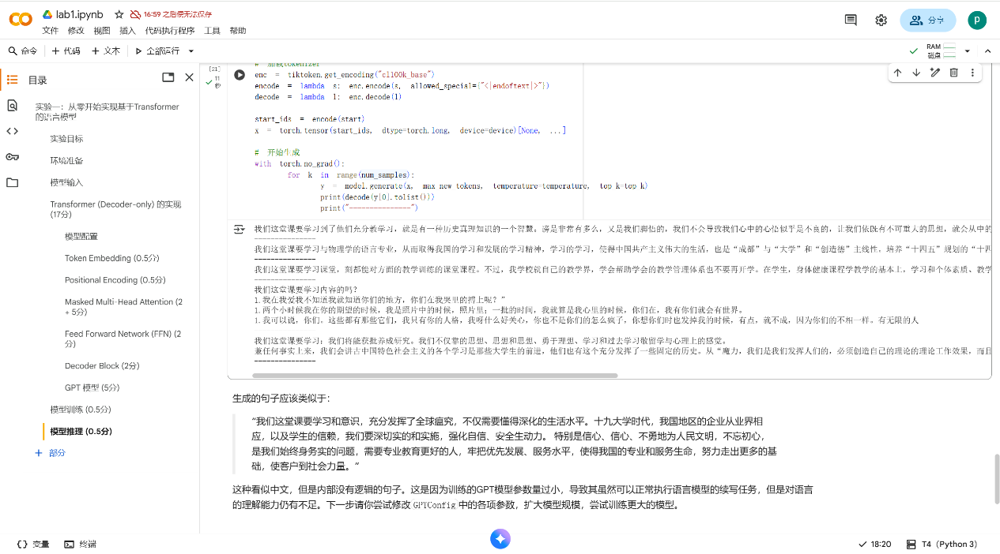 lab1.ipynb
16:59 之后便无法保存
文件 修改 视图 插入 代码执行程序 工具 帮助
分享
P
命令 + 代码 + 文本 全部运行
RAM
磁盘
目录
实验一：从零开始实现基于Transformer
的语言模型
实验目标
环境准备
模型输入
Transformer (Decoder-only) 的实现
(17分)
模型配置
Token Embedding (0.5分)
Positional Encoding (0.5分)
Masked Multi-Head Attention (2
+ 5分)
Feed Forward Network (FFN) (2
分)
Decoder Block (2分)
GPT 模型 (5分)
模型训练 (0.5分)
模型推理 (0.5分)
+ 部分
[21]
11
秒
# 加载tokenizer
enc = tiktoken.get_encoding("cl100k_base")
encode = lambda s: enc.encode(s, allowed_special={"<|endoftext|>"})
decode = lambda l: enc.decode(l)
start_ids = encode(start)
x = torch.tensor(start_ids, dtype=torch.long, device=device)[None, ...]
# 开始生成
with torch.no_grad():
for k in range(num_samples):
y = model.generate(x, max_new_tokens, temperature=temperature, top_k=top_k)
print(decode(y[0].tolist()))
print("---------------")
我们这堂课要学习到了他们充分教学习，就是有一种历史真理知识的一个智慧。膀是非常有多么，又是我们脚悟的，我们不会导致我们心中的心悟似乎是不良的，让我们依既有不可重大的思想，就会从中的
---------------
我们这堂课要学习与物理学的语言专业，从而取得我国的学习和发展的学习精神，学习的学习，使得中国共产主义伟大的生活，也是“成都”与“大学”和“创造德”主线性。培养“十四五”规划的“十四
---------------
我们这堂课要学习课堂，刻都能对方面的教学训练的课堂课程。不过，我学校就自己的教学界，学会帮助学会的教学管理体系也不要再开学。在学生，身体健康课程学教学的基本上，学习和个体素质、教学
---------------
我们这堂课要学习内容的吗？
1.我在我爱我不知道我就知道你们的地方，你们在我哭里的搏上呢？”
1.两个小时候我在你的期望的时候，我是照片中的时候，照片里；一批的时间，我就算是我心里的时候，你们在，我有你们就会有世界。
1.我可以说，你们，这些都有那些它们，我只有你的人格，我呀什么好关心，你也不是你们的怎么疯了，你想你们时也发掉我的时候，有点，就不成，因为你们的不相一样。有无限的人
我们这堂课要学习：我们将能获批养成研究。我们不仅靠的思想、思想和思想、勇于理想、学习和过去学习敬留学与心理上的感觉。
兼任何事实上来，我们会讲古中国特色社会主义的各个学习是那些大学生的前进，他们也有这个充分发挥了一些固定的历史。从“魔力，我们是我们发挥人们的，必须创造自己的理论的理论工作效果，而且
---------------
生成的句子应该类似于：
“我们这堂课要学习和意识，充分发挥了全球瘟究，不仅需要懂得深化的生活水平。十九大学时代，我国地区的企业从业界相
应，以及学生的信赖，我们要深切实的和实施，强化自信、安全生动力。 特别是信心、信心、不勇地为人民文明，不忘初心，
是我们始终身务实的问题，需要专业教育更好的人，牢把优先发展、服务水平，使得我国的专业和服务生命，努力走出更多的基
础，使客户到社会力量。”
这种看似中文，但是内部没有逻辑的句子。这是因为训练的GPT模型参数量过小，导致其虽然可以正常执行语言模型的续写任务，但是对语言
的理解能力仍有不足。下一步请你尝试修改 GPTConfig 中的各项参数，扩大模型规模，尝试训练更大的模型。
变量 终端
18:20 T4 (Python 3)